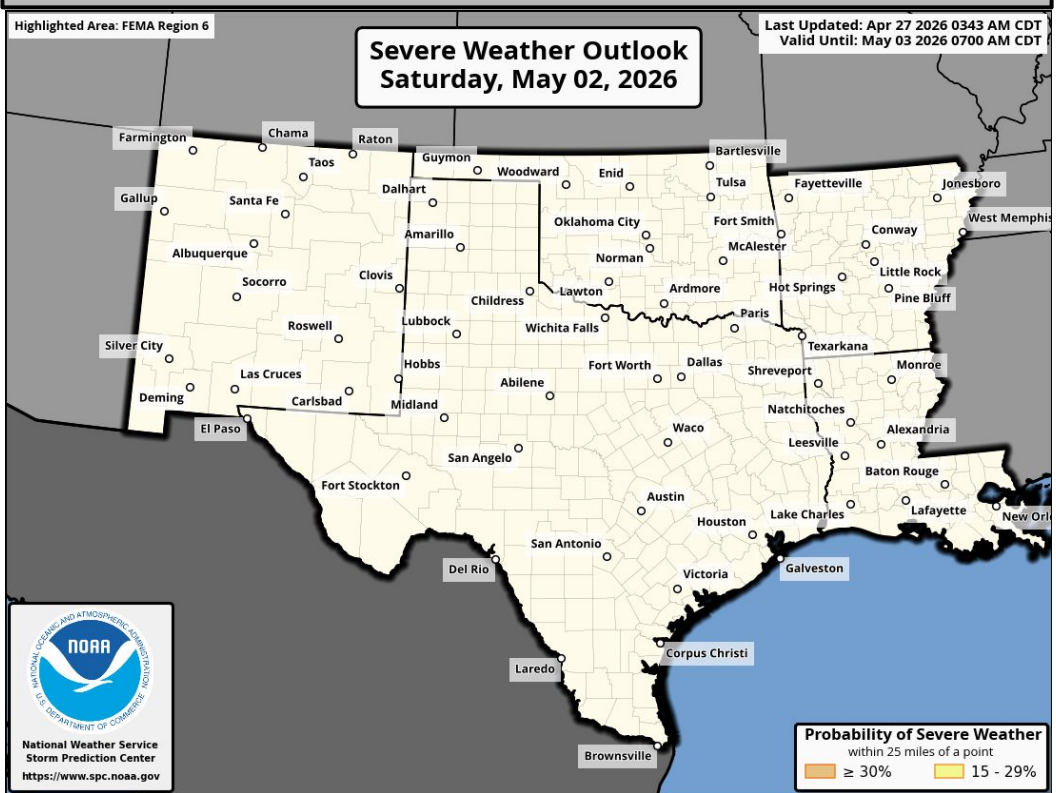 Highlighted Area: FEMA Region 6
Last Updated: Apr 27 2026 0343 AM CDT
Valid Until: May 03 2026 0700 AM CDT
Severe Weather Outlook
Saturday, May 02, 2026
Farmington
Chama
Raton
Taos
Guymon
Woodward
Enid
Bartlesville
Tulsa
Fayetteville
Jonesboro
Gallup
Santa Fe
Dalhart
Oklahoma City
Fort Smith
West Memphis
Albuquerque
Amarillo
Norman
McAlester
Conway
Little Rock
Socorro
Clovis
Childress
Lawton
Ardmore
Hot Springs
Pine Bluff
Roswell
Lubbock
Wichita Falls
Paris
Texarkana
Silver City
Hobbs
Fort Worth
Dallas
Shreveport
Monroe
Las Cruces
Deming
Carlsbad
Midland
Abilene
Natchitoches
El Paso
Waco
Leesville
Alexandria
San Angelo
Baton Rouge
Fort Stockton
Austin
Lake Charles
Lafayette
New Orl
Houston
San Antonio
Del Rio
Galveston
Victoria
Laredo
Corpus Christi
Brownsville
NATIONAL OCEANIC AND ATMOSPHERIC ADMINISTRATION
NOAA
U.S. DEPARTMENT OF COMMERCE
National Weather Service
Storm Prediction Center
https://www.spc.noaa.gov
Probability of Severe Weather
within 25 miles of a point
≥ 30%
15 - 29%